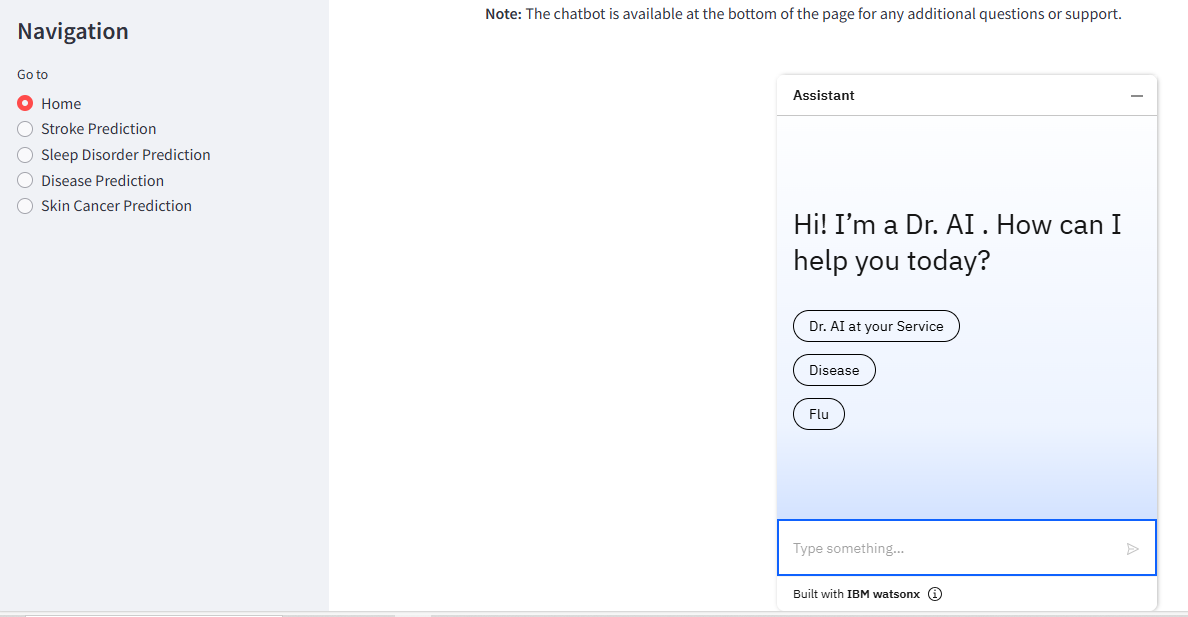 Navigation
Go to
Home
Stroke Prediction
Sleep Disorder Prediction
Disease Prediction
Skin Cancer Prediction
Note: The chatbot is available at the bottom of the page for any additional questions or support.
Assistant
Hi! I’m a Dr. AI . How can I
help you today?
Dr. AI at your Service
Disease
Flu
Type something...
Built with IBM watsonx